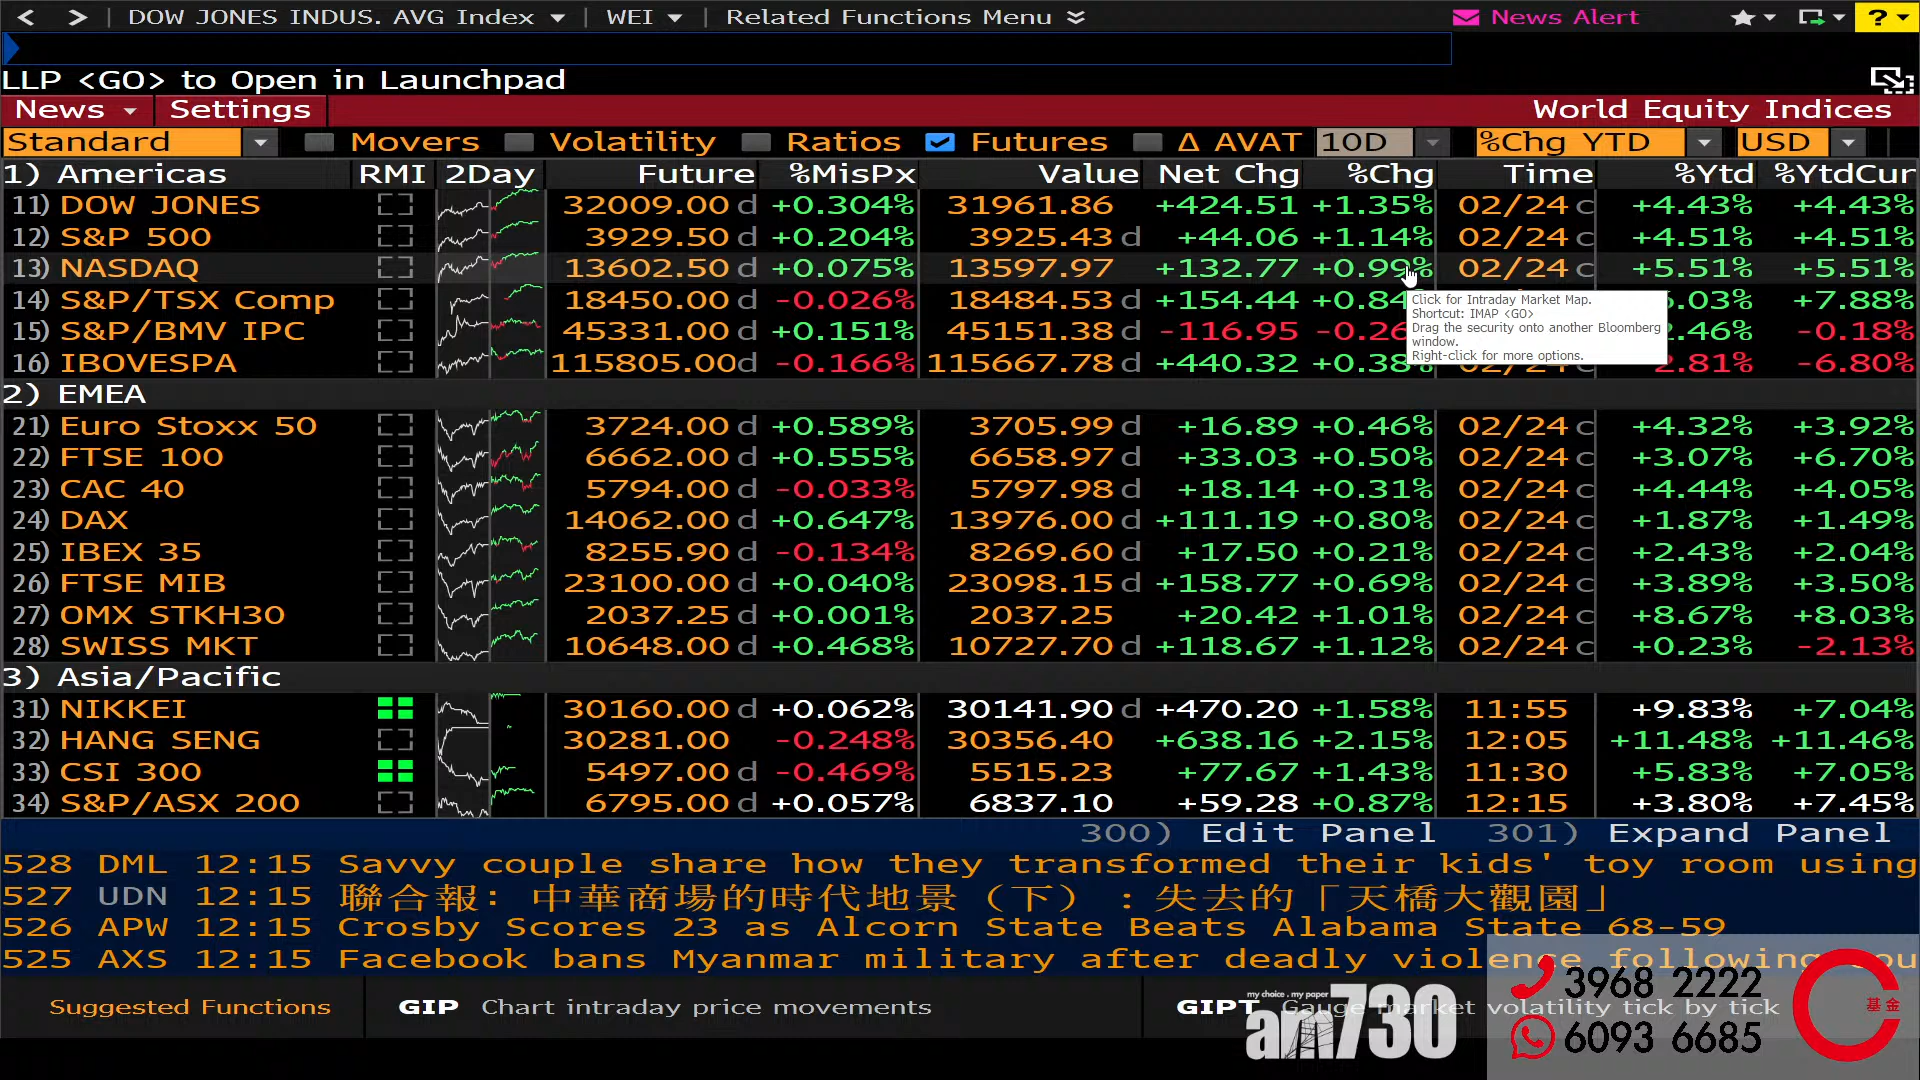 DOW JONES INDUS. AVG Index WEI Related Functions Menu News Alert ?
LLP <GO> to Open in Launchpad
News Settings World Equity Indices
Standard Movers Volatility Ratios Futures Δ AVAT 10D %Chg YTD USD
1) Americas RMI 2Day Future %MisPx Value Net Chg %Chg Time %Ytd %YtdCur
11) DOW JONES 32009.00 d +0.304% 31961.86 +424.51 +1.35% 02/24 c +4.43% +4.43%
12) S&P 500 3929.50 d +0.204% 3925.43 d +44.06 +1.14% 02/24 c +4.51% +4.51%
13) NASDAQ 13602.50 d +0.075% 13597.97 +132.77 +0.99% 02/24 c +5.51% +5.51%
14) S&P/TSX Comp 18450.00 d -0.026% 18484.53 d +154.44 +7.88%
15) S&P/BMV IPC 45331.00 d +0.151% 45151.38 d -116.95 -0.18%
16) IBOVESPA 115805.00 d -0.166% 115667.78 d +440.32 -6.80%
Click for Intraday Market Map.
Shortcut: IMAP <GO>
Drag the security onto another Bloomberg
window.
Right-click for more options.
2) EMEA
21) Euro Stoxx 50 3724.00 d +0.589% 3705.99 d +16.89 +0.46% 02/24 c +4.32% +3.92%
22) FTSE 100 6662.00 d +0.555% 6658.97 d +33.03 +0.50% 02/24 c +3.07% +6.70%
23) CAC 40 5794.00 d -0.033% 5797.98 d +18.14 +0.31% 02/24 c +4.44% +4.05%
24) DAX 14062.00 d +0.647% 13976.00 d +111.19 +0.80% 02/24 c +1.87% +1.49%
25) IBEX 35 8255.90 d -0.134% 8269.60 d +17.50 +0.21% 02/24 c +2.43% +2.04%
26) FTSE MIB 23100.00 d +0.040% 23098.15 d +158.77 +0.69% 02/24 c +3.89% +3.50%
27) OMX STKH30 2037.25 d +0.001% 2037.25 +20.42 +1.01% 02/24 c +8.67% +8.03%
28) SWISS MKT 10648.00 d +0.468% 10727.70 d +118.67 +1.12% 02/24 c +0.23% -2.13%
3) Asia/Pacific
31) NIKKEI 30160.00 d +0.062% 30141.90 d +470.20 +1.58% 11:55 +9.83% +7.04%
32) HANG SENG 30281.00 -0.248% 30356.40 +638.16 +2.15% 12:05 +11.48% +11.46%
33) CSI 300 5497.00 d -0.469% 5515.23 +77.67 +1.43% 11:30 +5.83% +7.05%
34) S&P/ASX 200 6795.00 d +0.057% 6837.10 +59.28 +0.87% 12:15 +3.80% +7.45%
300) Edit Panel 301) Expand Panel
528 DML 12:15 Savvy couple share how they transformed their kids' toy room using
527 UDN 12:15 聯合報：中華商場的時代地景（下）：失去的「天橋大觀園」
526 APW 12:15 Crosby Scores 23 as Alcorn State Beats Alabama State 68-59
525 AXS 12:15 Facebook bans Myanmar military after deadly violence following
Suggested Functions GIP Chart intraday price movements GIPT Gauge market volatility tick by tick
my choice . my paper
am730
3968 2222
6093 6685
基金